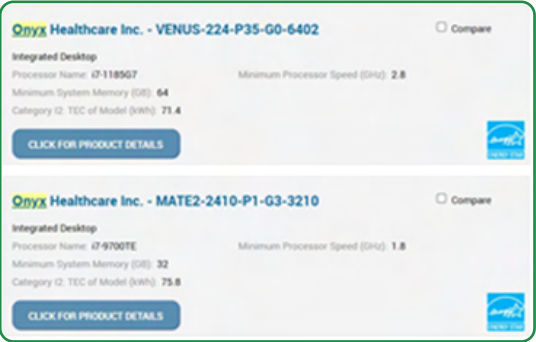 Onyx Healthcare Inc. - VENUS-224-P35-G0-6402
Compare
Integrated Desktop
Processor Name: i7-1185G7
Minimum Processor Speed (GHz): 2.8
Minimum System Memory (GB): 64
Category I2: TEC of Model (kWh): 71.4
CLICK FOR PRODUCT DETAILS
ENERGY STAR
Onyx Healthcare Inc. - MATE2-2410-P1-G3-3210
Compare
Integrated Desktop
Processor Name: i7-9700TE
Minimum Processor Speed (GHz): 1.8
Minimum System Memory (GB): 32
Category I2: TEC of Model (kWh): 75.8
CLICK FOR PRODUCT DETAILS
ENERGY STAR